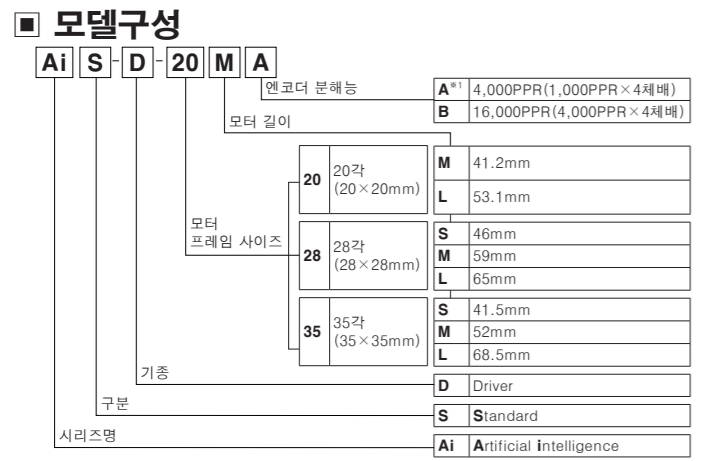 ■ 모델구성
Ai S - D - 20 M A
엔코더 분해능
A※1 4,000PPR(1,000PPR×4체배)
B 16,000PPR(4,000PPR×4체배)
모터 길이
20 20각
(20×20mm)
M 41.2mm
L 53.1mm
모터
프레임 사이즈
28 28각
(28×28mm)
S 46mm
M 59mm
L 65mm
35 35각
(35×35mm)
S 41.5mm
M 52mm
L 68.5mm
기종
D Driver
구분
S Standard
시리즈명
Ai Artificial intelligence